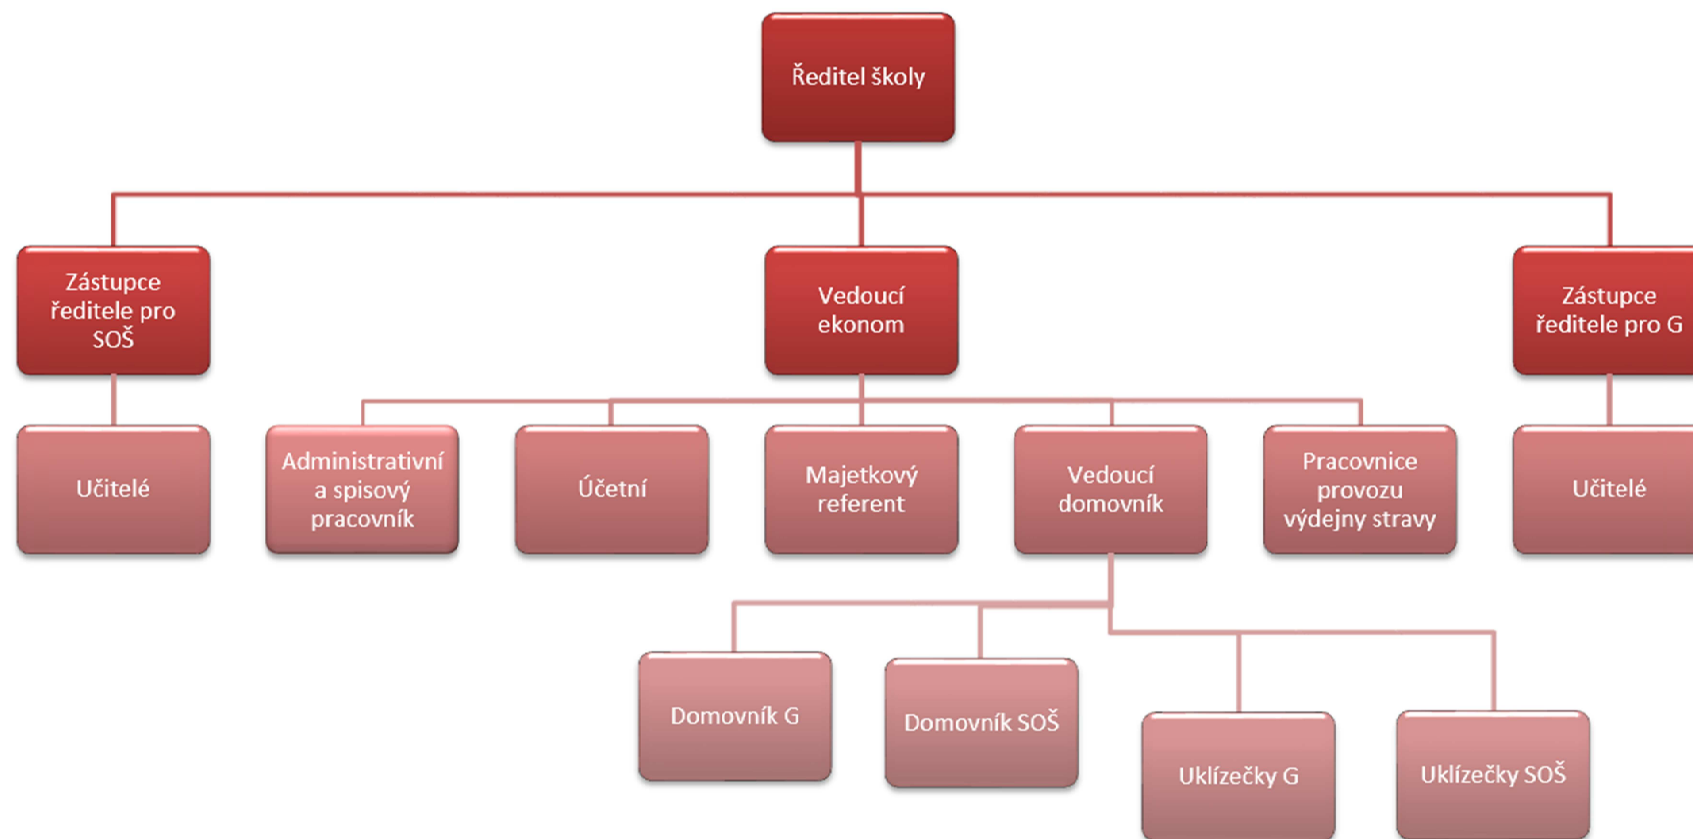 Ředitel školy
Zástupce
ředitele pro
SOŠ
Vedoucí
ekonom
Zástupce
ředitele pro G
Učitelé
Administrativní
a spisový
pracovník
Účetní
Majetkový
referent
Vedoucí
domovník
Pracovnice
provozu
výdejny stravy
Učitelé
Domovník G
Domovník SOŠ
Uklízečky G
Uklízečky SOŠ